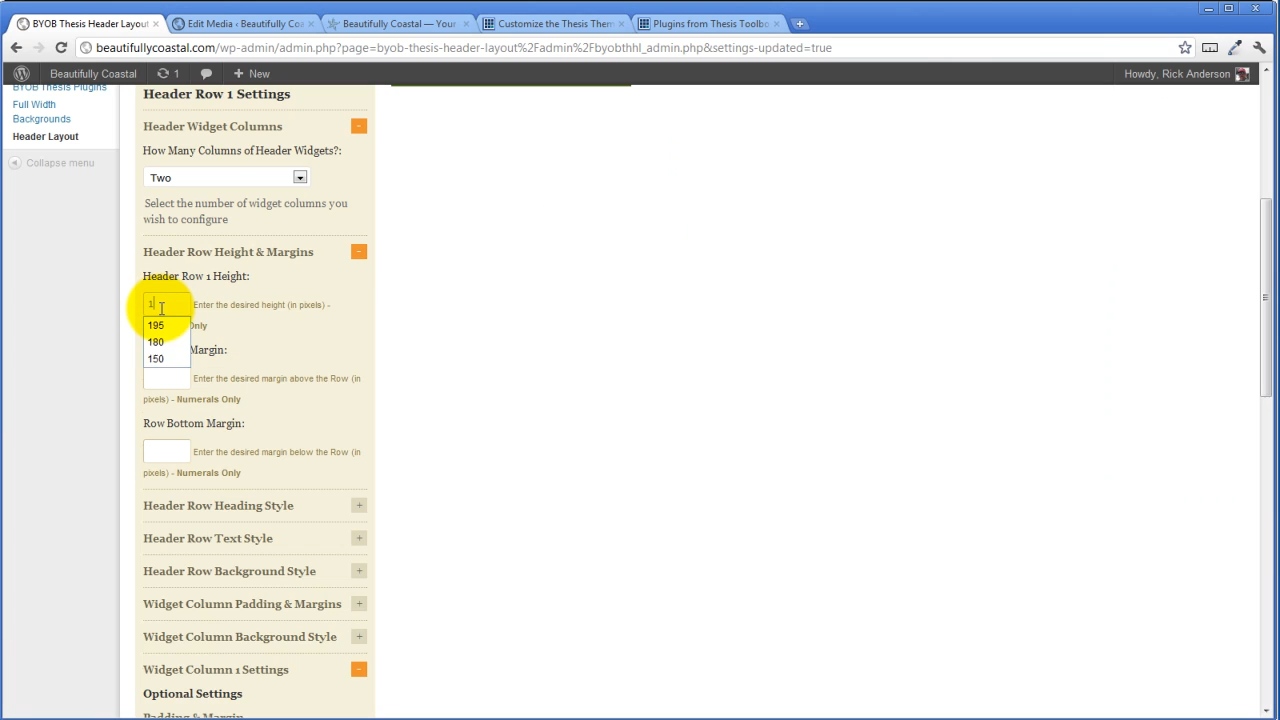 BYOB Thesis Header Layout
Edit Media ‹ Beautifully Coa
Beautifully Coastal — Your
Customize the Thesis Them
Plugins from Thesis Toolbo
beautifullycoastal.com/wp-admin/admin.php?page=byob-thesis-header-layout%2Fadmin%2Fbyobthhl_admin.php&settings-updated=true
Beautifully Coastal
1
New
Howdy, Rick Anderson
BYOB Thesis Plugins
Full Width
Backgrounds
Header Layout
Collapse menu
Header Row 1 Settings
Header Widget Columns
How Many Columns of Header Widgets?:
Two
Select the number of widget columns you
wish to configure
Header Row Height & Margins
Header Row 1 Height:
1
Enter the desired height (in pixels) -
195
Only
180
Margin:
150
Enter the desired margin above the Row (in
pixels) - Numerals Only
Row Bottom Margin:
Enter the desired margin below the Row (in
pixels) - Numerals Only
Header Row Heading Style
Header Row Text Style
Header Row Background Style
Widget Column Padding & Margins
Widget Column Background Style
Widget Column 1 Settings
Optional Settings
Padding & Margin